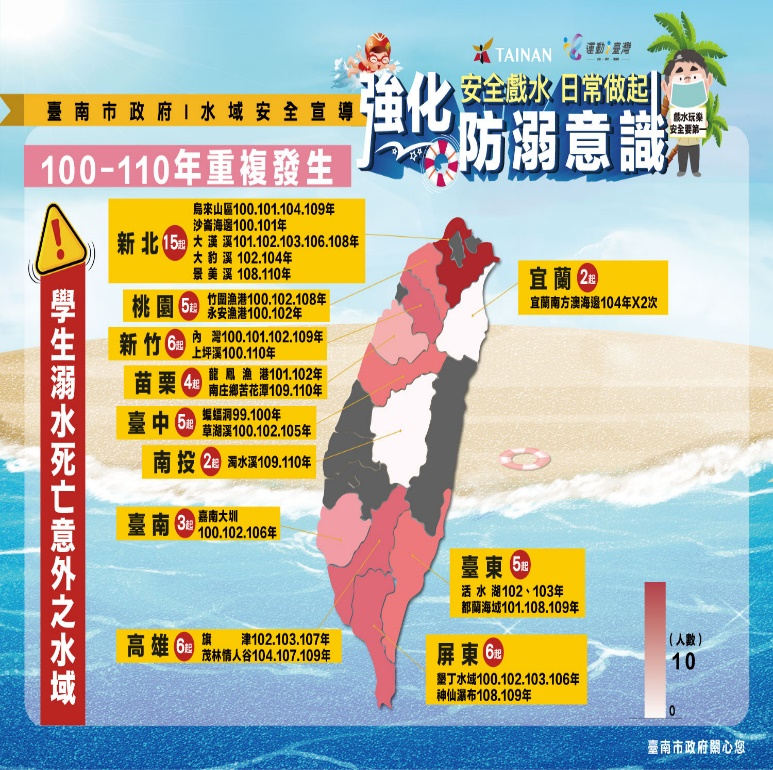 TAINAN 運動i臺灣
臺南市政府 I 水域安全宣導
強化
安全戲水 日常做起
防溺意識
戲水玩樂
安全要第一
100-110年重複發生
學生溺水死亡意外之水域
新北 15起
烏來山區100.101.104.109年
沙崙海邊100.101年
大漢溪101.102.103.106.108年
大豹溪 102.104年
景美溪 108.110年
宜蘭 2起
宜蘭南方澳海邊104年X2次
桃園 5起
竹圍漁港100.102.108年
永安漁港100.102年
新竹 6起
內灣100.101.102.109年
上坪溪100.110年
苗栗 4起
龍鳳漁港101.102年
南庄鄉苦花潭109.110年
臺中 5起
蝙蝠洞99.100年
草湖溪100.102.105年
南投 2起
濁水溪109.110年
臺南 3起
嘉南大圳
100.102.106年
臺東 5起
活水湖102、103年
都蘭海域101.108.109年
高雄 6起
旗津102.103.107年
茂林情人谷104.107.109年
屏東 6起
墾丁水域100.102.103.106年
神仙瀑布108.109年
(人數)
10
0
臺南市政府關心您